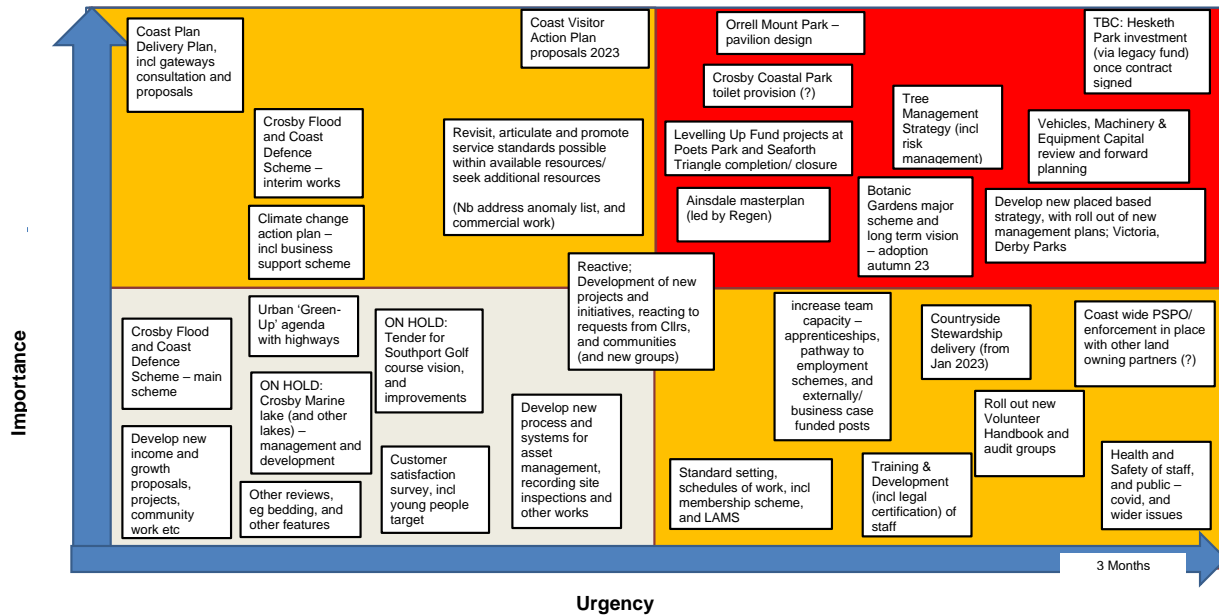 Coast Plan
Delivery Plan,
incl gateways
consultation and
proposals
Coast Visitor
Action Plan
proposals 2023
Crosby Flood
and Coast
Defence
Scheme –
interim works
Revisit, articulate and promote
service standards possible
within available resources/
seek additional resources
(Nb address anomaly list, and
commercial work)
Climate change
action plan –
incl business
support scheme
Orrell Mount Park –
pavilion design
TBC: Hesketh
Park investment
(via legacy fund)
once contract
signed
Crosby Coastal Park
toilet provision (?)
Tree
Management
Strategy (incl
risk
management)
Vehicles, Machinery &
Equipment Capital
review and forward
planning
Levelling Up Fund projects at
Poets Park and Seaforth
Triangle completion/ closure
Ainsdale masterplan
(led by Regen)
Botanic
Gardens major
scheme and
long term vision
– adoption
autumn 23
Develop new placed based
strategy, with roll out of new
management plans; Victoria,
Derby Parks
Reactive;
Development of new
projects and
initiatives, reacting to
requests from Cllrs,
and communities
(and new groups)
Crosby Flood
and Coast
Defence
Scheme – main
scheme
Urban ‘Green-
Up’ agenda
with highways
ON HOLD:
Tender for
Southport Golf
course vision,
and
improvements
ON HOLD:
Crosby Marine
lake (and other
lakes) –
management and
development
Develop new
income and
growth
proposals,
projects,
community
work etc
Other reviews,
eg bedding, and
other features
Customer
satisfaction
survey, incl
young people
target
Develop new
process and
systems for
asset
management,
recording site
inspections and
other works
increase team
capacity –
apprenticeships,
pathway to
employment
schemes, and
externally/
business case
funded posts
Countryside
Stewardship
delivery (from
Jan 2023)
Coast wide PSPO/
enforcement in place
with other land
owning partners (?)
Roll out new
Volunteer
Handbook and
audit groups
Standard setting,
schedules of work, incl
membership scheme,
and LAMS
Training &
Development
(incl legal
certification) of
staff
Health and
Safety of staff,
and public –
covid, and
wider issues
3 Months
Importance
Urgency